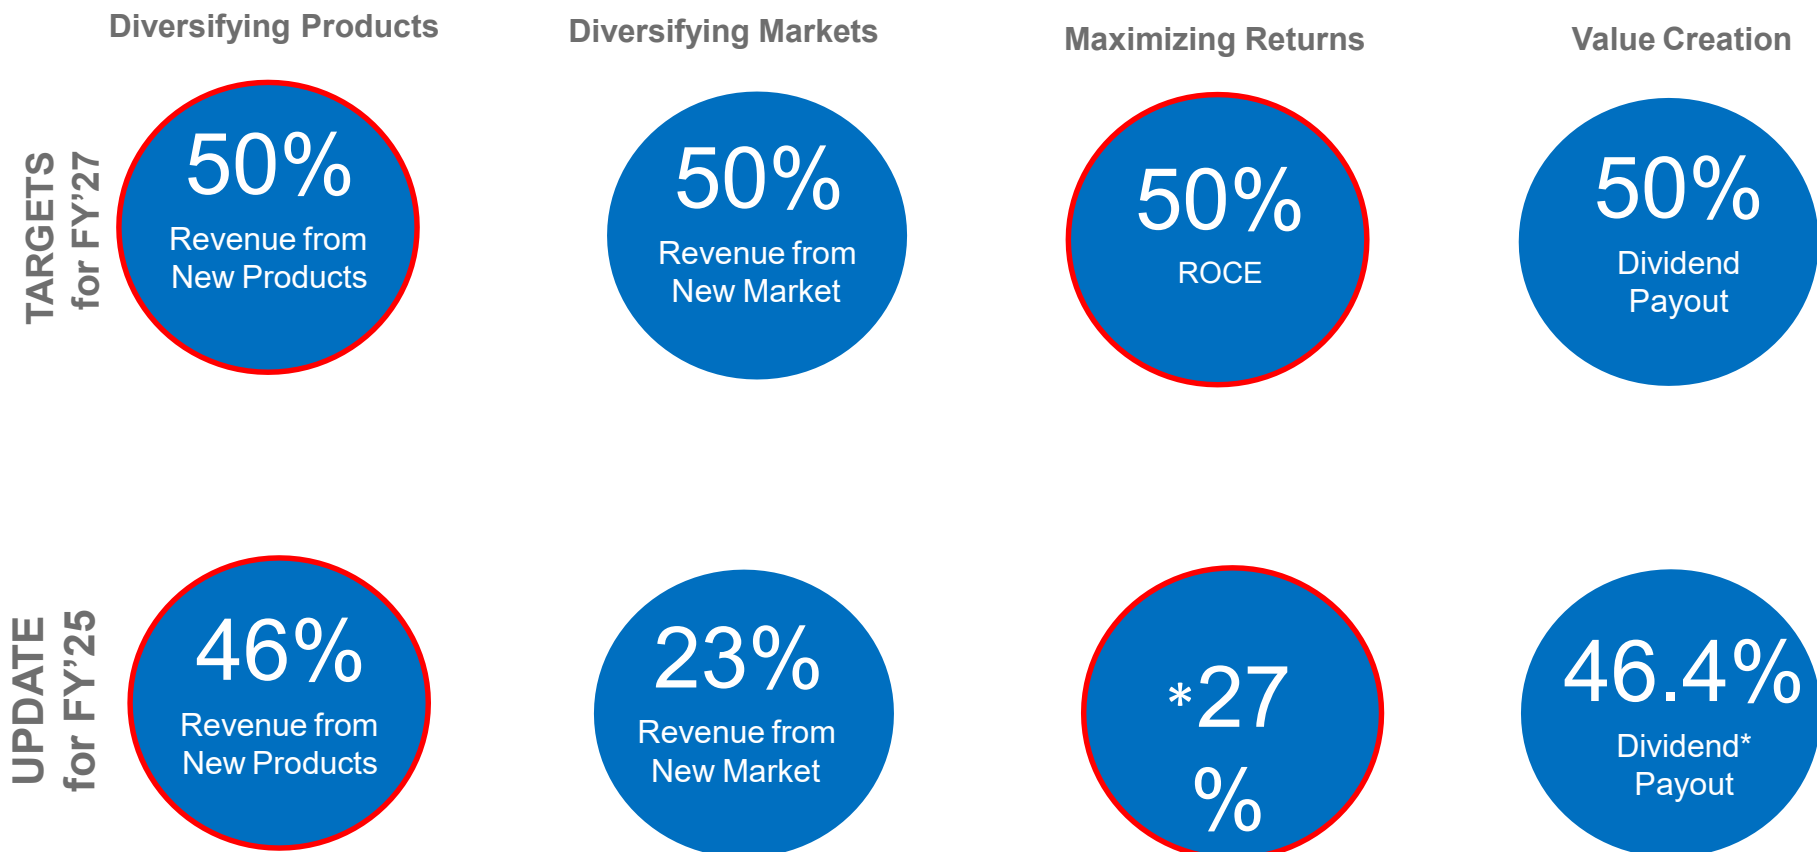 Diversifying Products
Diversifying Markets
Maximizing Returns
Value Creation
TARGETS
for FY’27
50%
Revenue from
New Products
50%
Revenue from
New Market
50%
ROCE
50%
Dividend
Payout
UPDATE
for FY’25
46%
Revenue from
New Products
23%
Revenue from
New Market
*27
%
46.4%
Dividend*
Payout